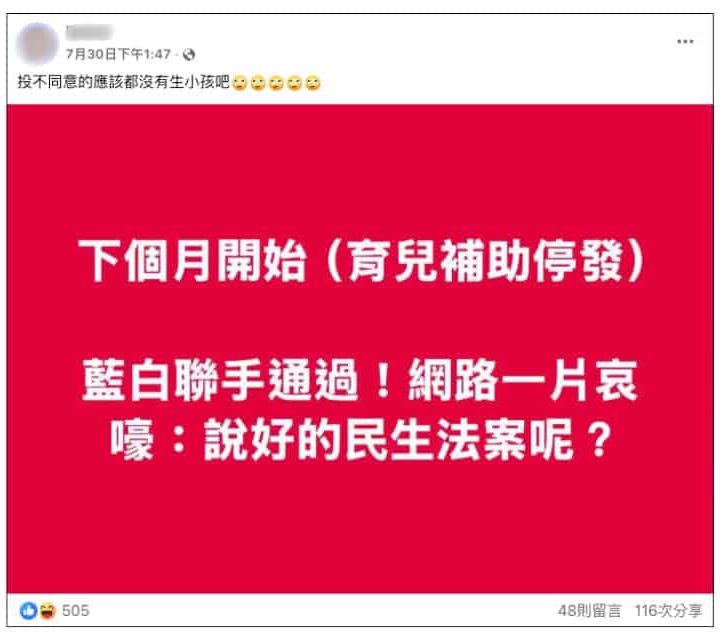 7月30日下午1:47 ·
投不同意的應該都沒有生小孩吧🙄🙄🙄🙄🙄
下個月開始（育兒補助停發）
藍白聯手通過！網路一片哀
嚎：說好的民生法案呢？
505
48則留言 116次分享